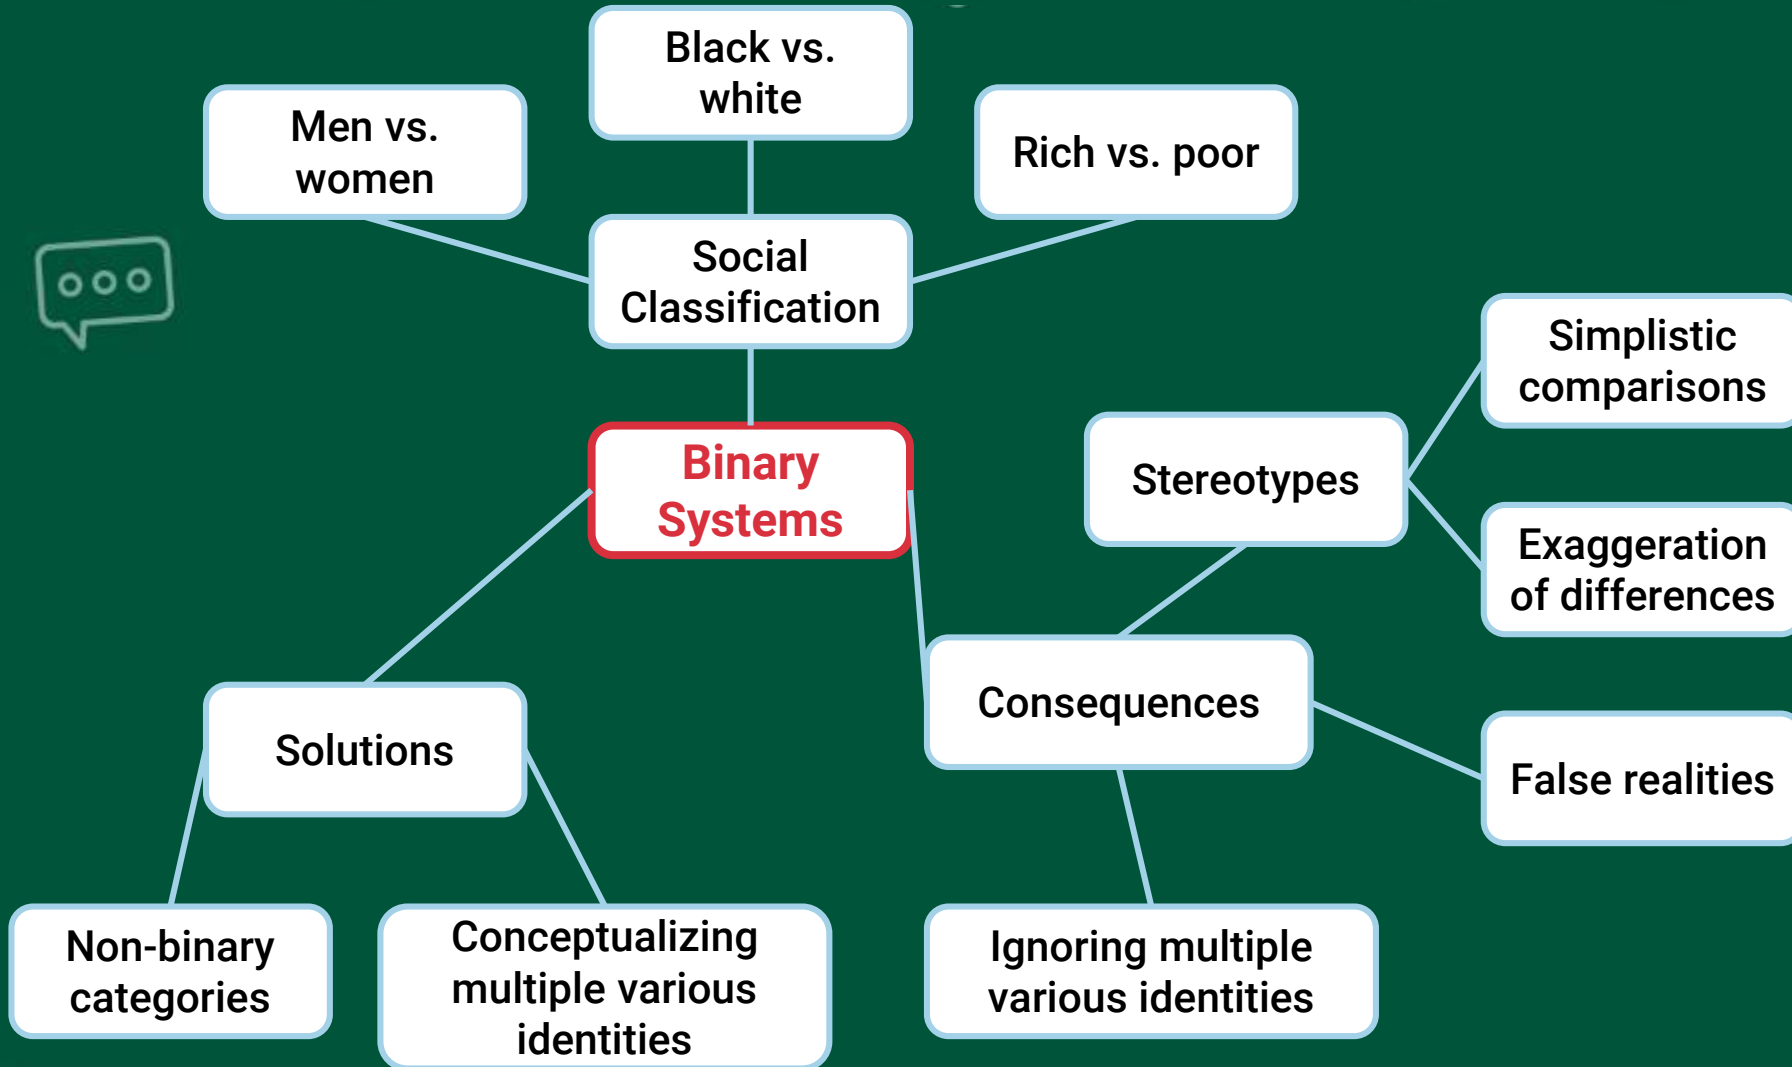 Black vs.
white
Men vs.
women
Rich vs. poor
Social
Classification
Simplistic
comparisons
Binary
Systems
Stereotypes
Exaggeration
of differences
Consequences
Solutions
False realities
Non-binary
categories
Conceptualizing
multiple various
identities
Ignoring multiple
various identities